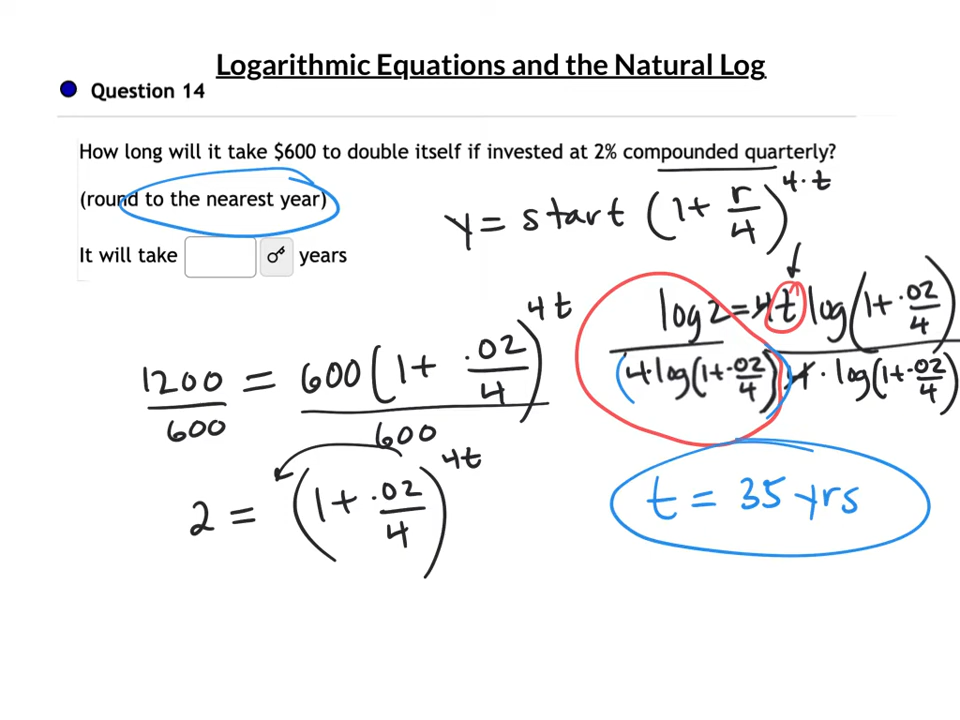 Logarithmic Equations and the Natural Log
Question 14
How long will it take $600 to double itself if invested at 2% compounded quarterly?
(round to the nearest year)
It will take years
y = start (1 + r/4)^4·t
1200/600 = 600(1 + .02/4)^4t/600
2 = (1 + .02/4)^4t
log 2/(4·log(1+.02/4)) = 4t log(1+.02/4)/4·log(1+.02/4)
t = 35 yrs